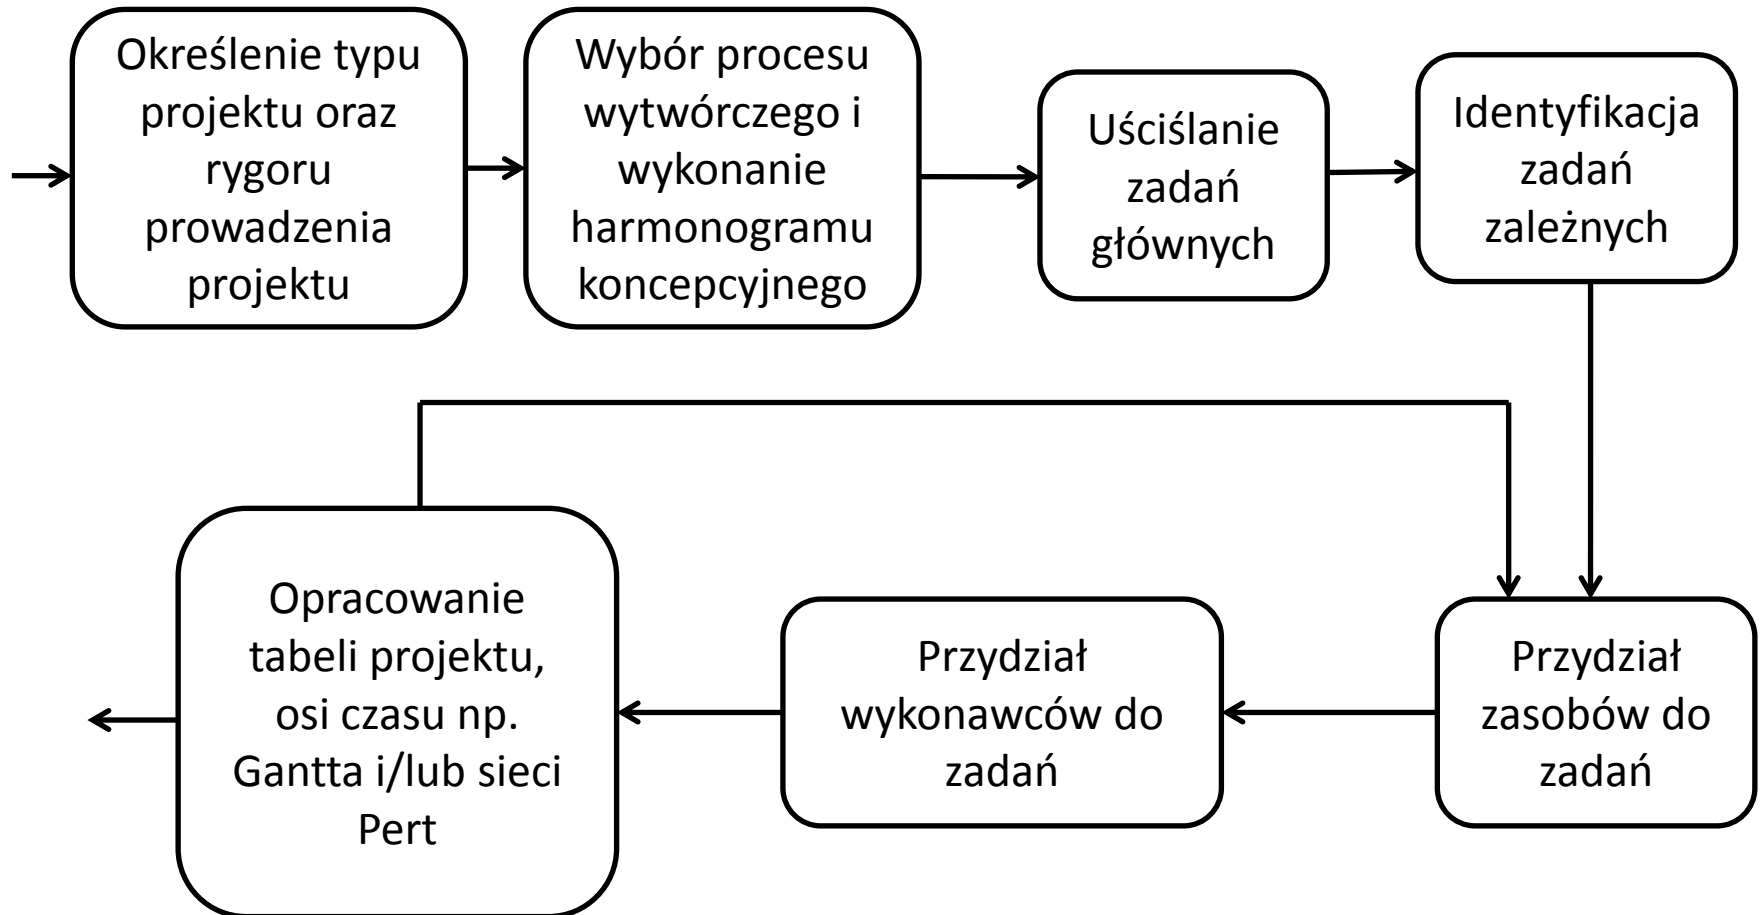 Określenie typu
projektu oraz
rygoru
prowadzenia
projektu
Wybór procesu
wytwórczego i
wykonanie
harmonogramu
koncepcyjnego
Uściślanie
zadań
głównych
Identyfikacja
zadań
zależnych
Przydział
zasobów do
zadań
Przydział
wykonawców do
zadań
Opracowanie
tabeli projektu,
osi czasu np.
Gantta i/lub sieci
Pert